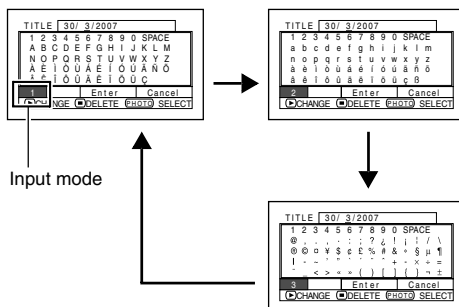 TITLE 30/ 3/2007
1 2 3 4 5 6 7 8 9 0 SPACE
A B C D E F G H I J K L M
N O P Q R S T U V W X Y Z
1 Enter Cancel
CHANGE DELETE PHOTO SELECT
Input mode
TITLE 30/ 3/2007
1 2 3 4 5 6 7 8 9 0 SPACE
a b c d e f g h i j k l m
n o p q r s t u v w x y z
à è ì ò ù á é í ó ú ã ñ õ
â ê î ô û ä ë ï ö ü ç ß
2 Enter Cancel
CHANGE DELETE PHOTO SELECT
TITLE 30/ 3/2007
1 2 3 4 5 6 7 8 9 0 SPACE
3 Enter Cancel
CHANGE DELETE PHOTO SELECT